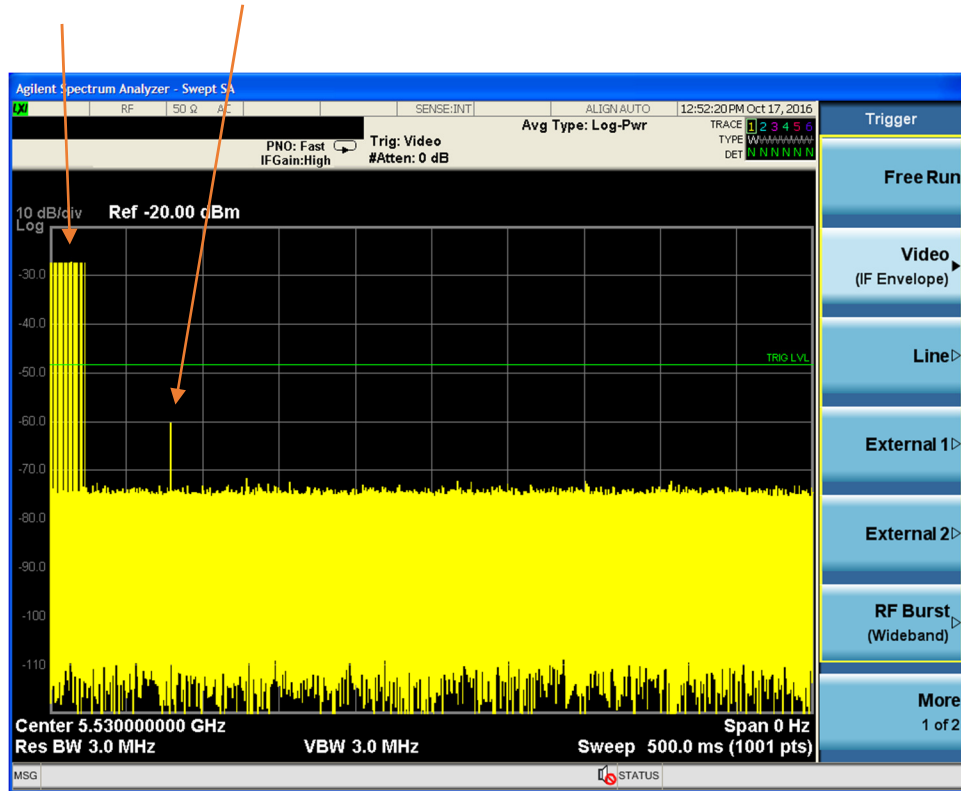 Agilent Spectrum Analyzer - Swept SA
LXI RF 50 Ω AC SENSE:INT ALIGN AUTO 12:52:20 PM Oct 17, 2016
Trigger
Avg Type: Log-Pwr TRACE 1 2 3 4 5 6
PNO: Fast Trig: Video TYPE W
IFGain:High #Atten: 0 dB DET N N N N N N
Free Run
10 dB/div Ref -20.00 dBm
Log
Video
(IF Envelope)
-30.0
-40.0
Line
TRIG LVL
-50.0
-60.0
External 1
-70.0
-80.0
External 2
-90.0
-100
RF Burst
(Wideband)
-110
More
1 of 2
Center 5.530000000 GHz Span 0 Hz
Res BW 3.0 MHz VBW 3.0 MHz Sweep 500.0 ms (1001 pts)
MSG STATUS